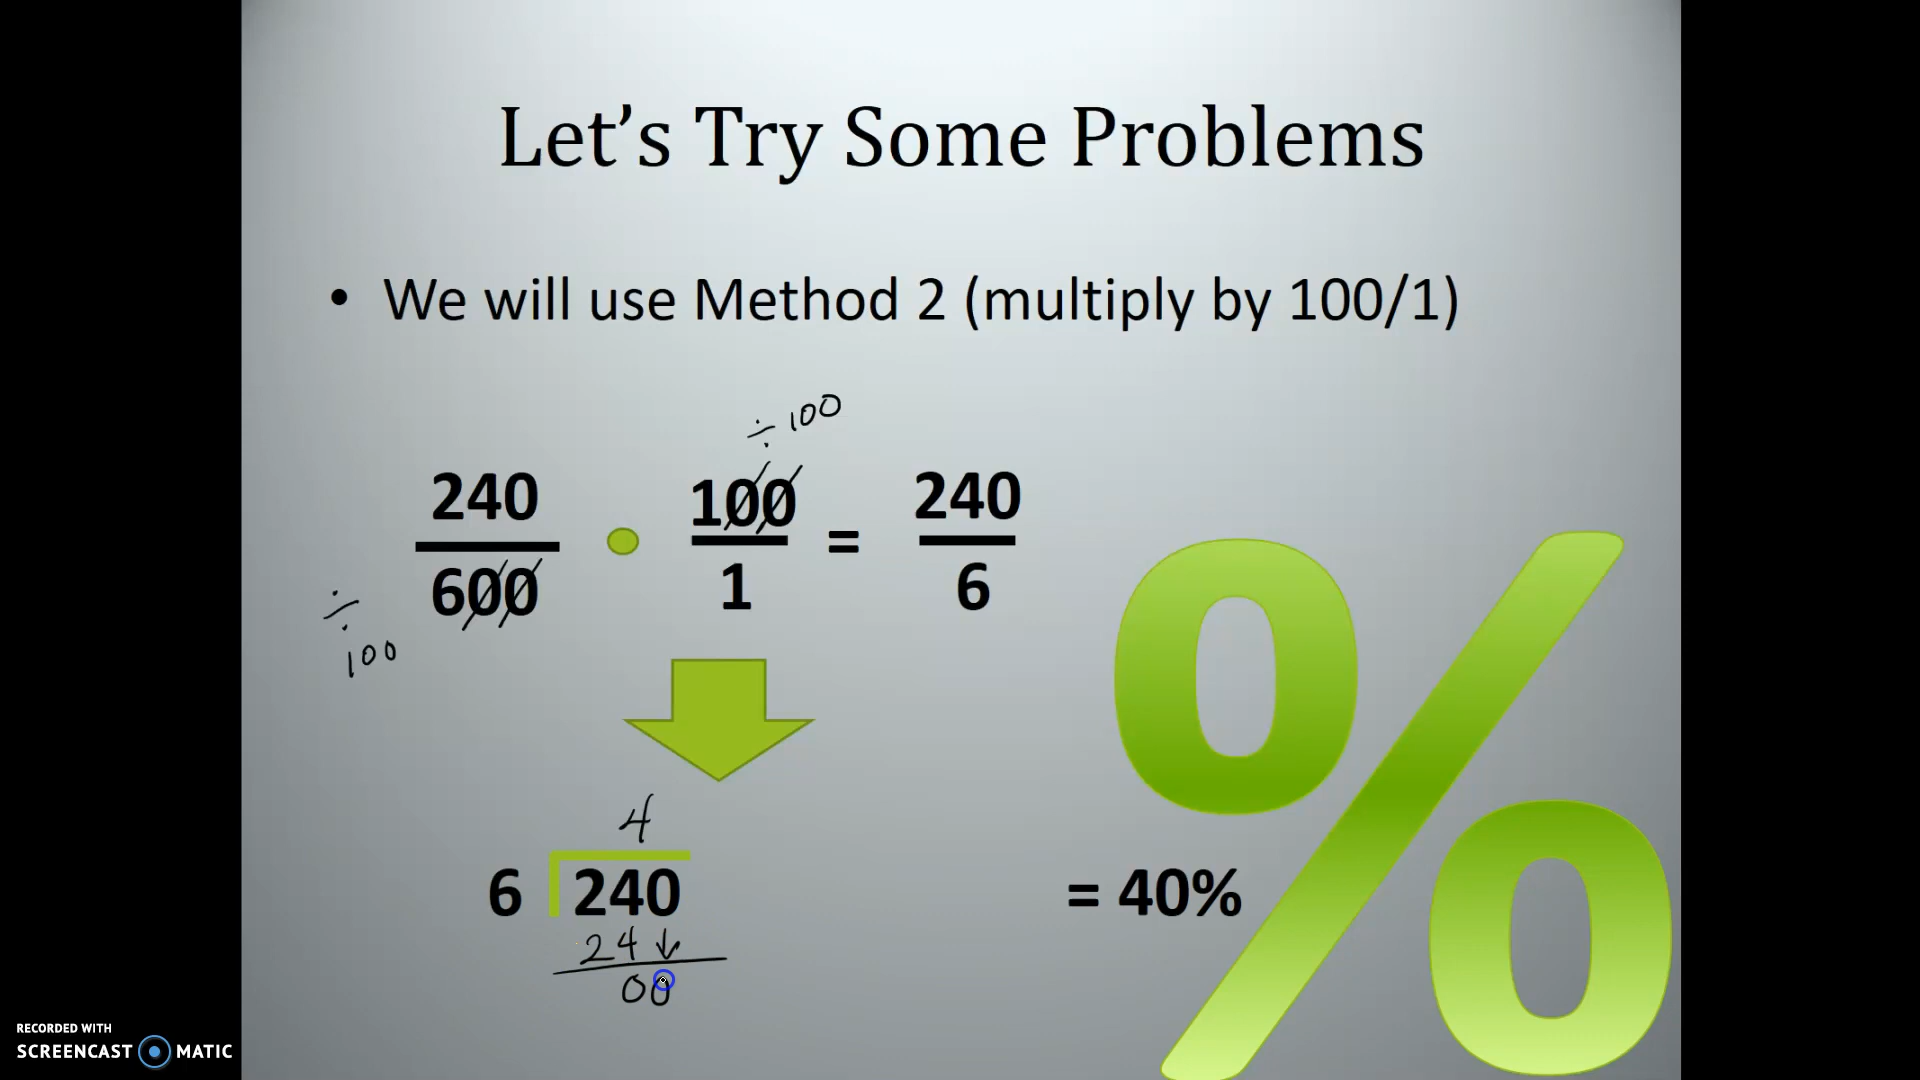 Let’s Try Some Problems
• We will use Method 2 (multiply by 100/1)
÷ 100
240 • 100 = 240
600 1 6
÷
100
4
6 240 = 40%
24↓
00
%
RECORDED WITH
SCREENCAST MATIC